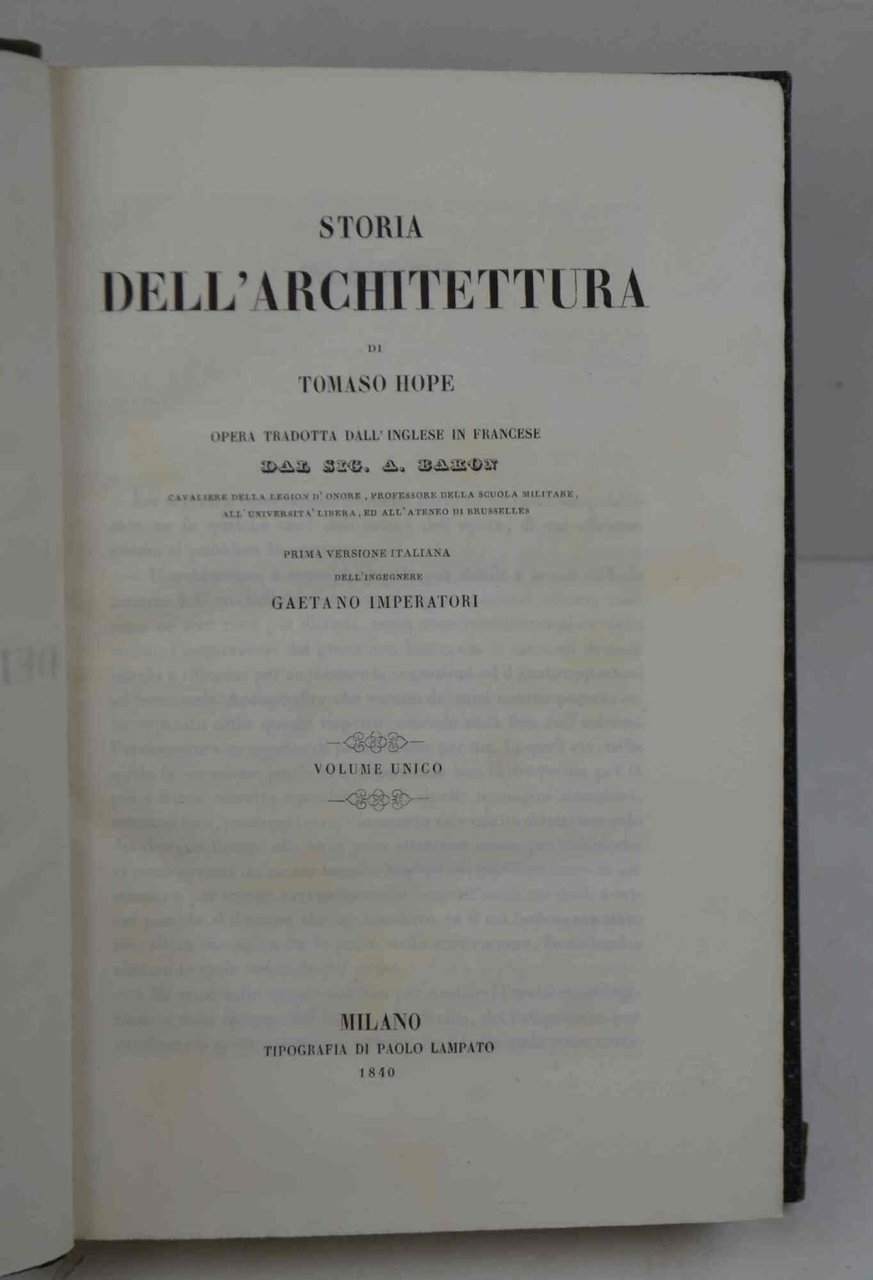 STORIA
DELL'ARCHITETTURA
DI
TOMASO HOPE
OPERA TRADOTTA DALL'INGLESE IN FRANCESE
DAL SIG. A. BARON
CAVALIERE DELLA LEGION D'ONORE, PROFESSORE DELLA SCUOLA MILITARE,
ALL'UNIVERSITA' LIBERA, ED ALL'ATENEO DI BRUSSELLES
PRIMA VERSIONE ITALIANA
DELL'INGEGNERE
GAETANO IMPERATORI
VOLUME UNICO
MILANO
TIPOGRAFIA DI PAOLO LAMPATO
1840